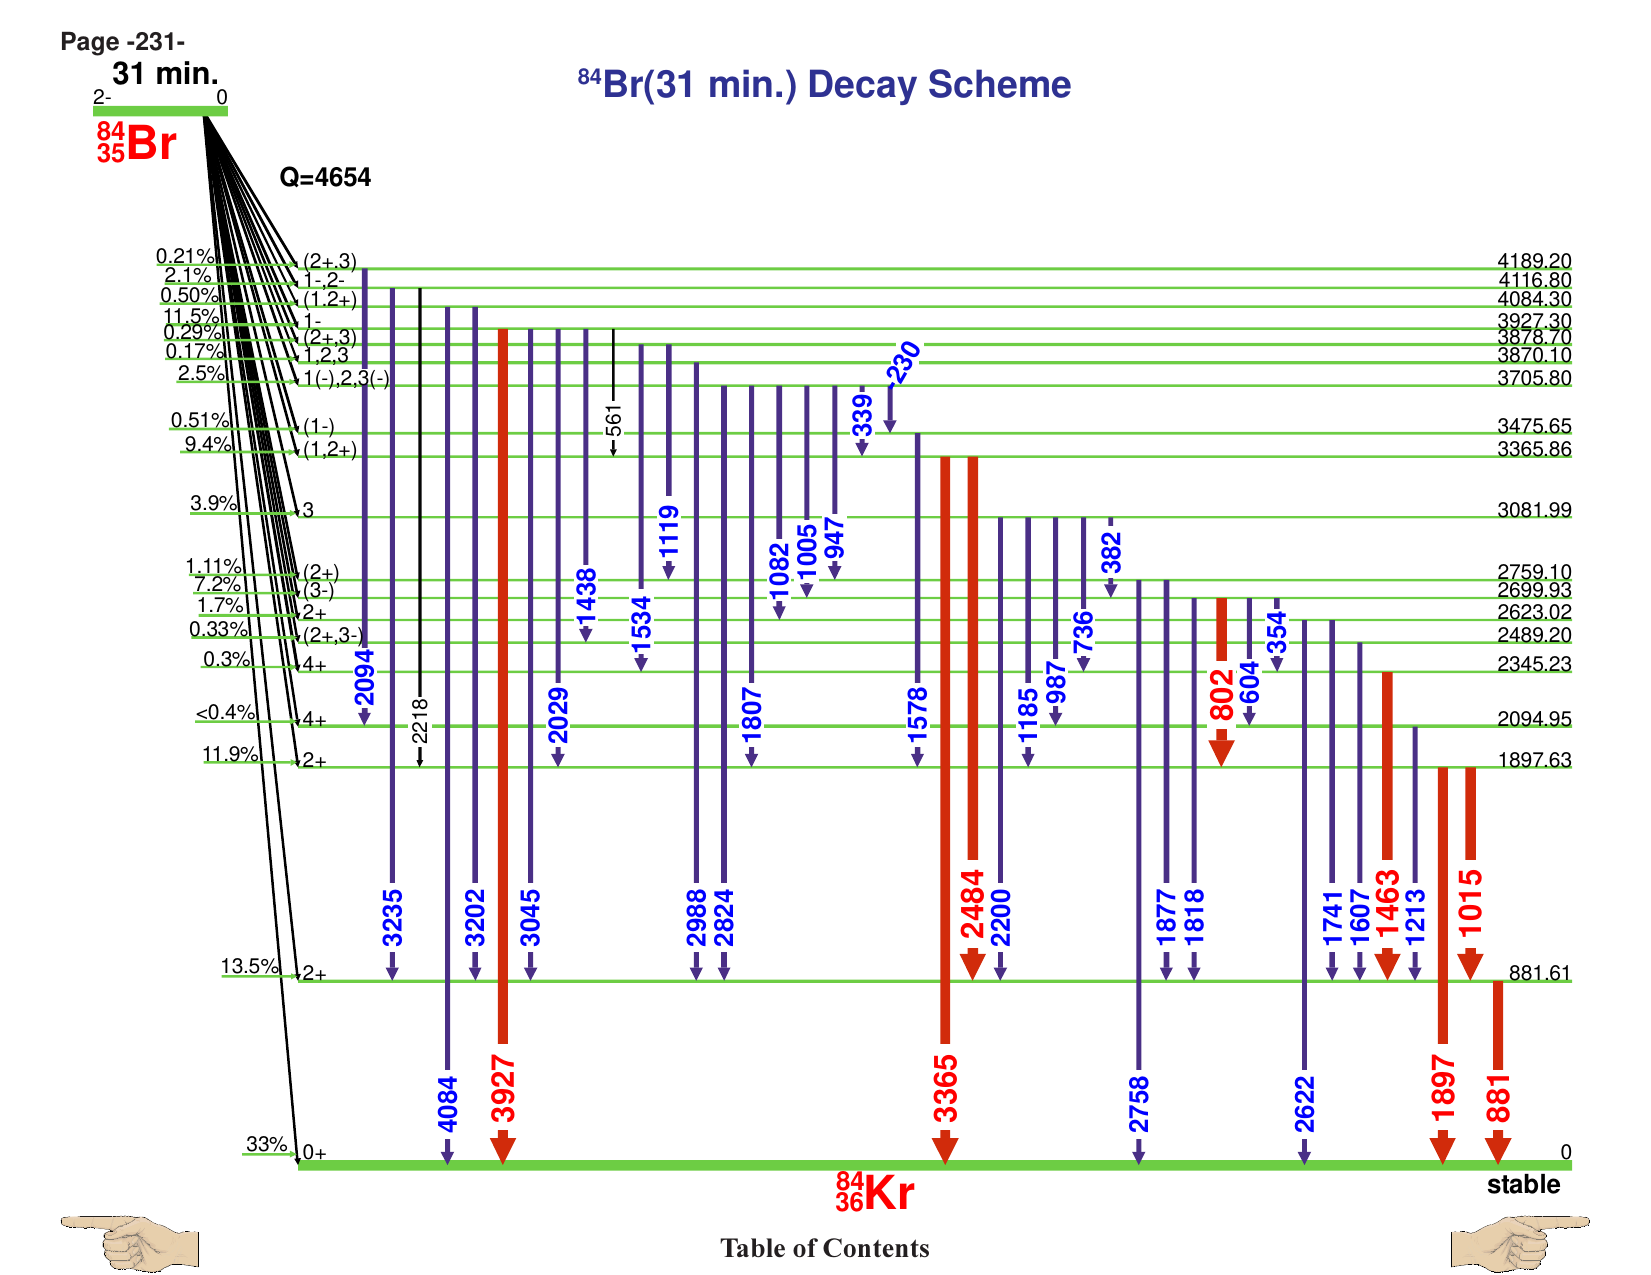 Page -231-
31 min.
84Br(31 min.) Decay Scheme
2- 0
84
35Br
Q=4654
0.21% (2+,3) 4189.20
2.1% 1-,2- 4116.80
0.50% (1,2+) 4084.30
11.5% 1- 3927.30
0.29% (2+,3) 3878.70
0.17% 1,2,3 3870.10
2.5% 1(-),2,3(-) 3705.80
0.51% (1-) 3475.65
9.4% (1,2+) 3365.86
3.9% 3 3081.99
1.11% (2+) 2759.10
7.2% (3-) 2699.93
1.7% 2+ 2623.02
0.33% (2+,3-) 2489.20
0.3% 4+ 2345.23
<0.4% 4+ 2094.95
11.9% 2+ 1897.63
13.5% 2+ 881.61
33% 0+ 0
2094
3235
2218
4084
3202
3927
3045
2029
1438
561
1534
1119
2988
2824
1807
1082
1005
947
339
-230
1578
3365
2484
2200
1185
987
736
382
2758
1877
1818
802
604
354
2622
1741
1607
1463
1213
1897
1015
881
84
36Kr
stable
Table of Contents